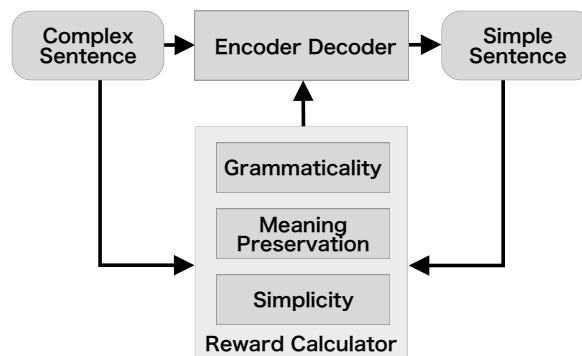 Complex
Sentence
Encoder Decoder
Simple
Sentence
Grammaticality
Meaning
Preservation
Simplicity
Reward Calculator